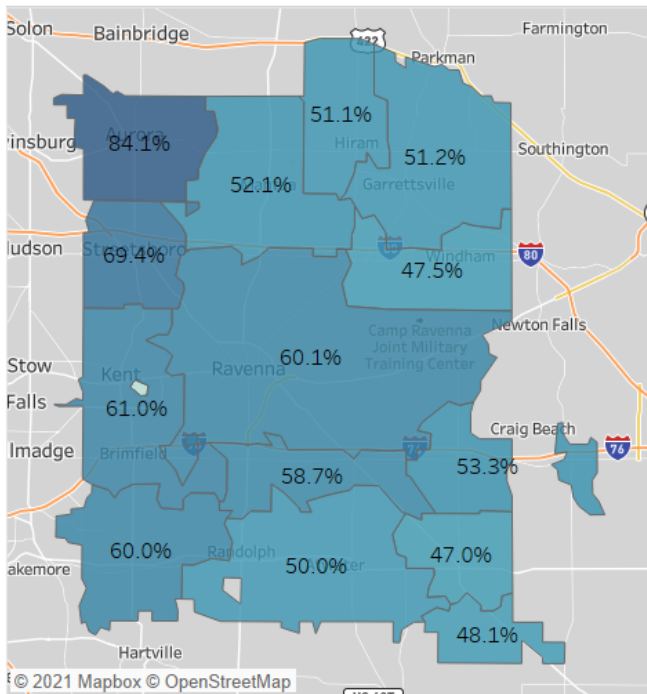 Solon
Bainbridge
422
Farmington
Parkman
Aurora
84.1%
51.1%
Hiram
51.2%
Garrettsville
Southington
52.1%
Streetsboro
69.4%
Hudson
80
Windham
47.5%
Newton Falls
Camp Ravenna
Joint Military
Training Center
60.1%
Ravenna
Stow
Kent
Falls
61.0%
Craig Beach
lmadge
Brimfield
76
76
53.3%
58.7%
60.0%
Randolph
50.0%
47.0%
akemore
48.1%
Hartville
© 2021 Mapbox © OpenStreetMap